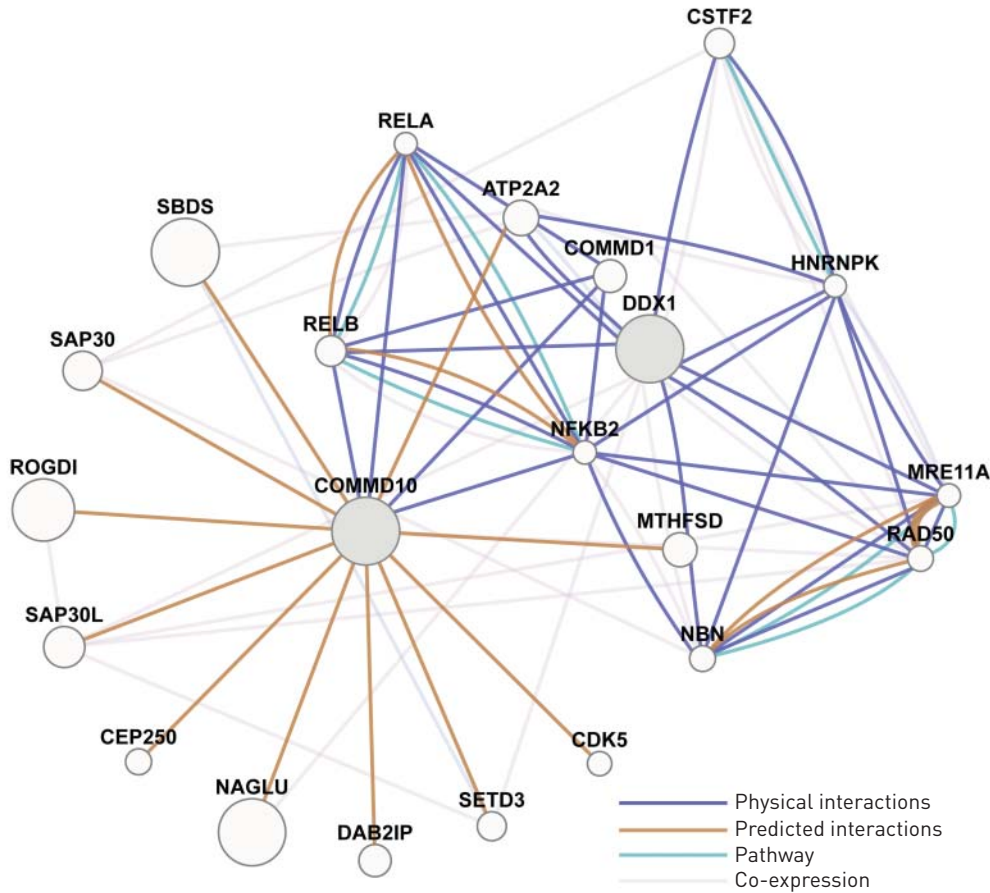 CSTF2
RELA
ATP2A2
SBDS
COMMD1
HNRNPK
DDX1
RELB
SAP30
NFKB2
ROGDI
COMMD10
MRE11A
MTHFSD
RAD50
SAP30L
NBN
CEP250
CDK5
NAGLU
SETD3
DAB2IP
Physical interactions
Predicted interactions
Pathway
Co-expression